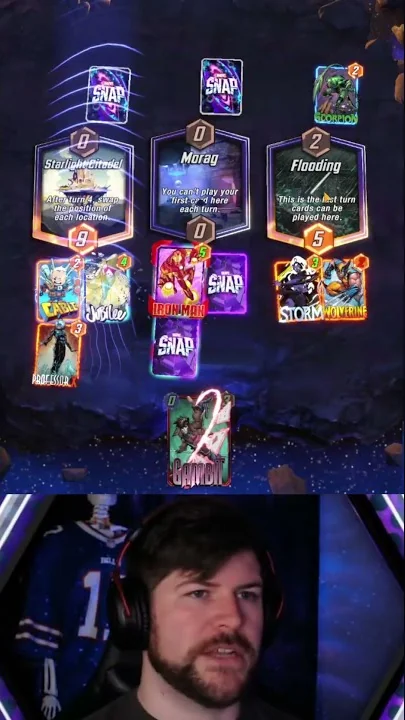 SNAP
SNAP
2
SCORPION
0
0
2
Starlight Citadel
Morag
Flooding
After turn 4, swap
the position of
each location
You can't play your
first card here
each turn.
This is the last turn
cards can be
played here.
9
0
5
2
4
5
3
CABLE
Jubilee
IRON MAN
SNAP
STORM
WOLVERINE
3
PROFESSOR X
SNAP
0
2
GAMBIT
1